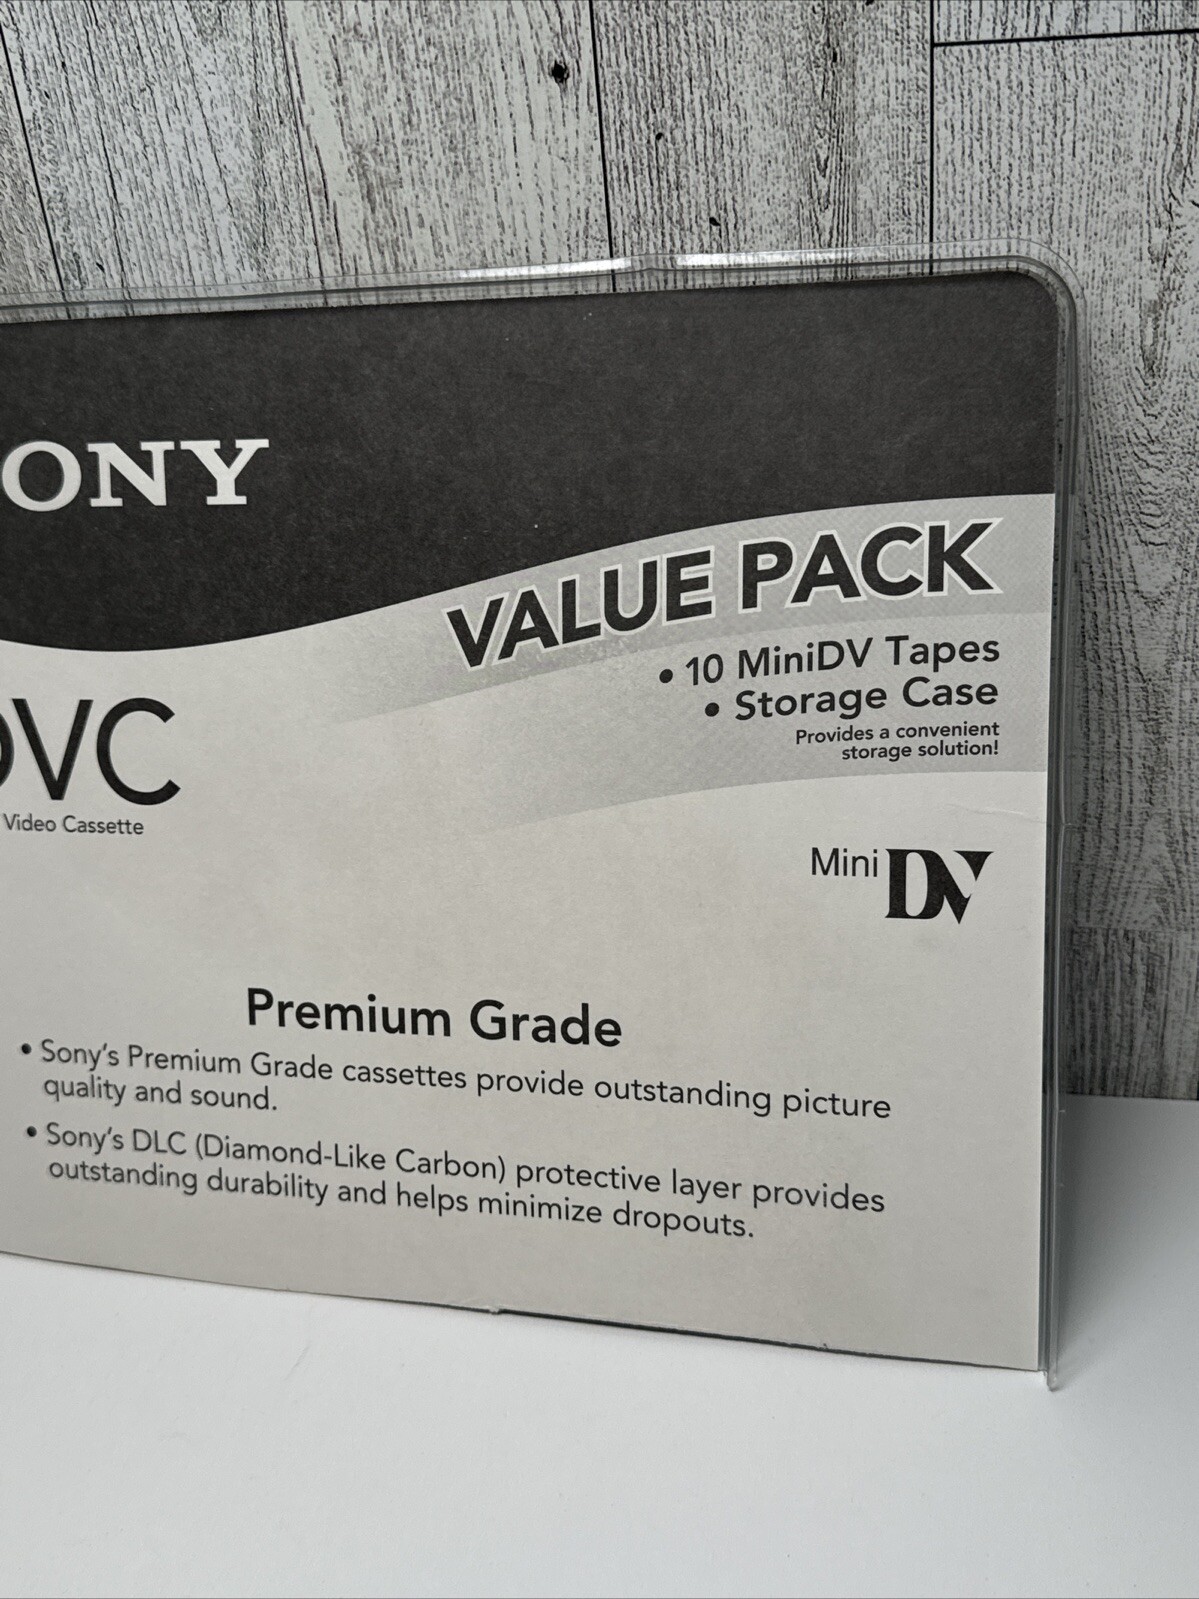 ONY
VALUE PACK
• 10 MiniDV Tapes
• Storage Case
Provides a convenient
storage solution!
DVC
Video Cassette
Mini DV
Premium Grade
• Sony's Premium Grade cassettes provide outstanding picture
quality and sound.
• Sony's DLC (Diamond-Like Carbon) protective layer provides
outstanding durability and helps minimize dropouts.